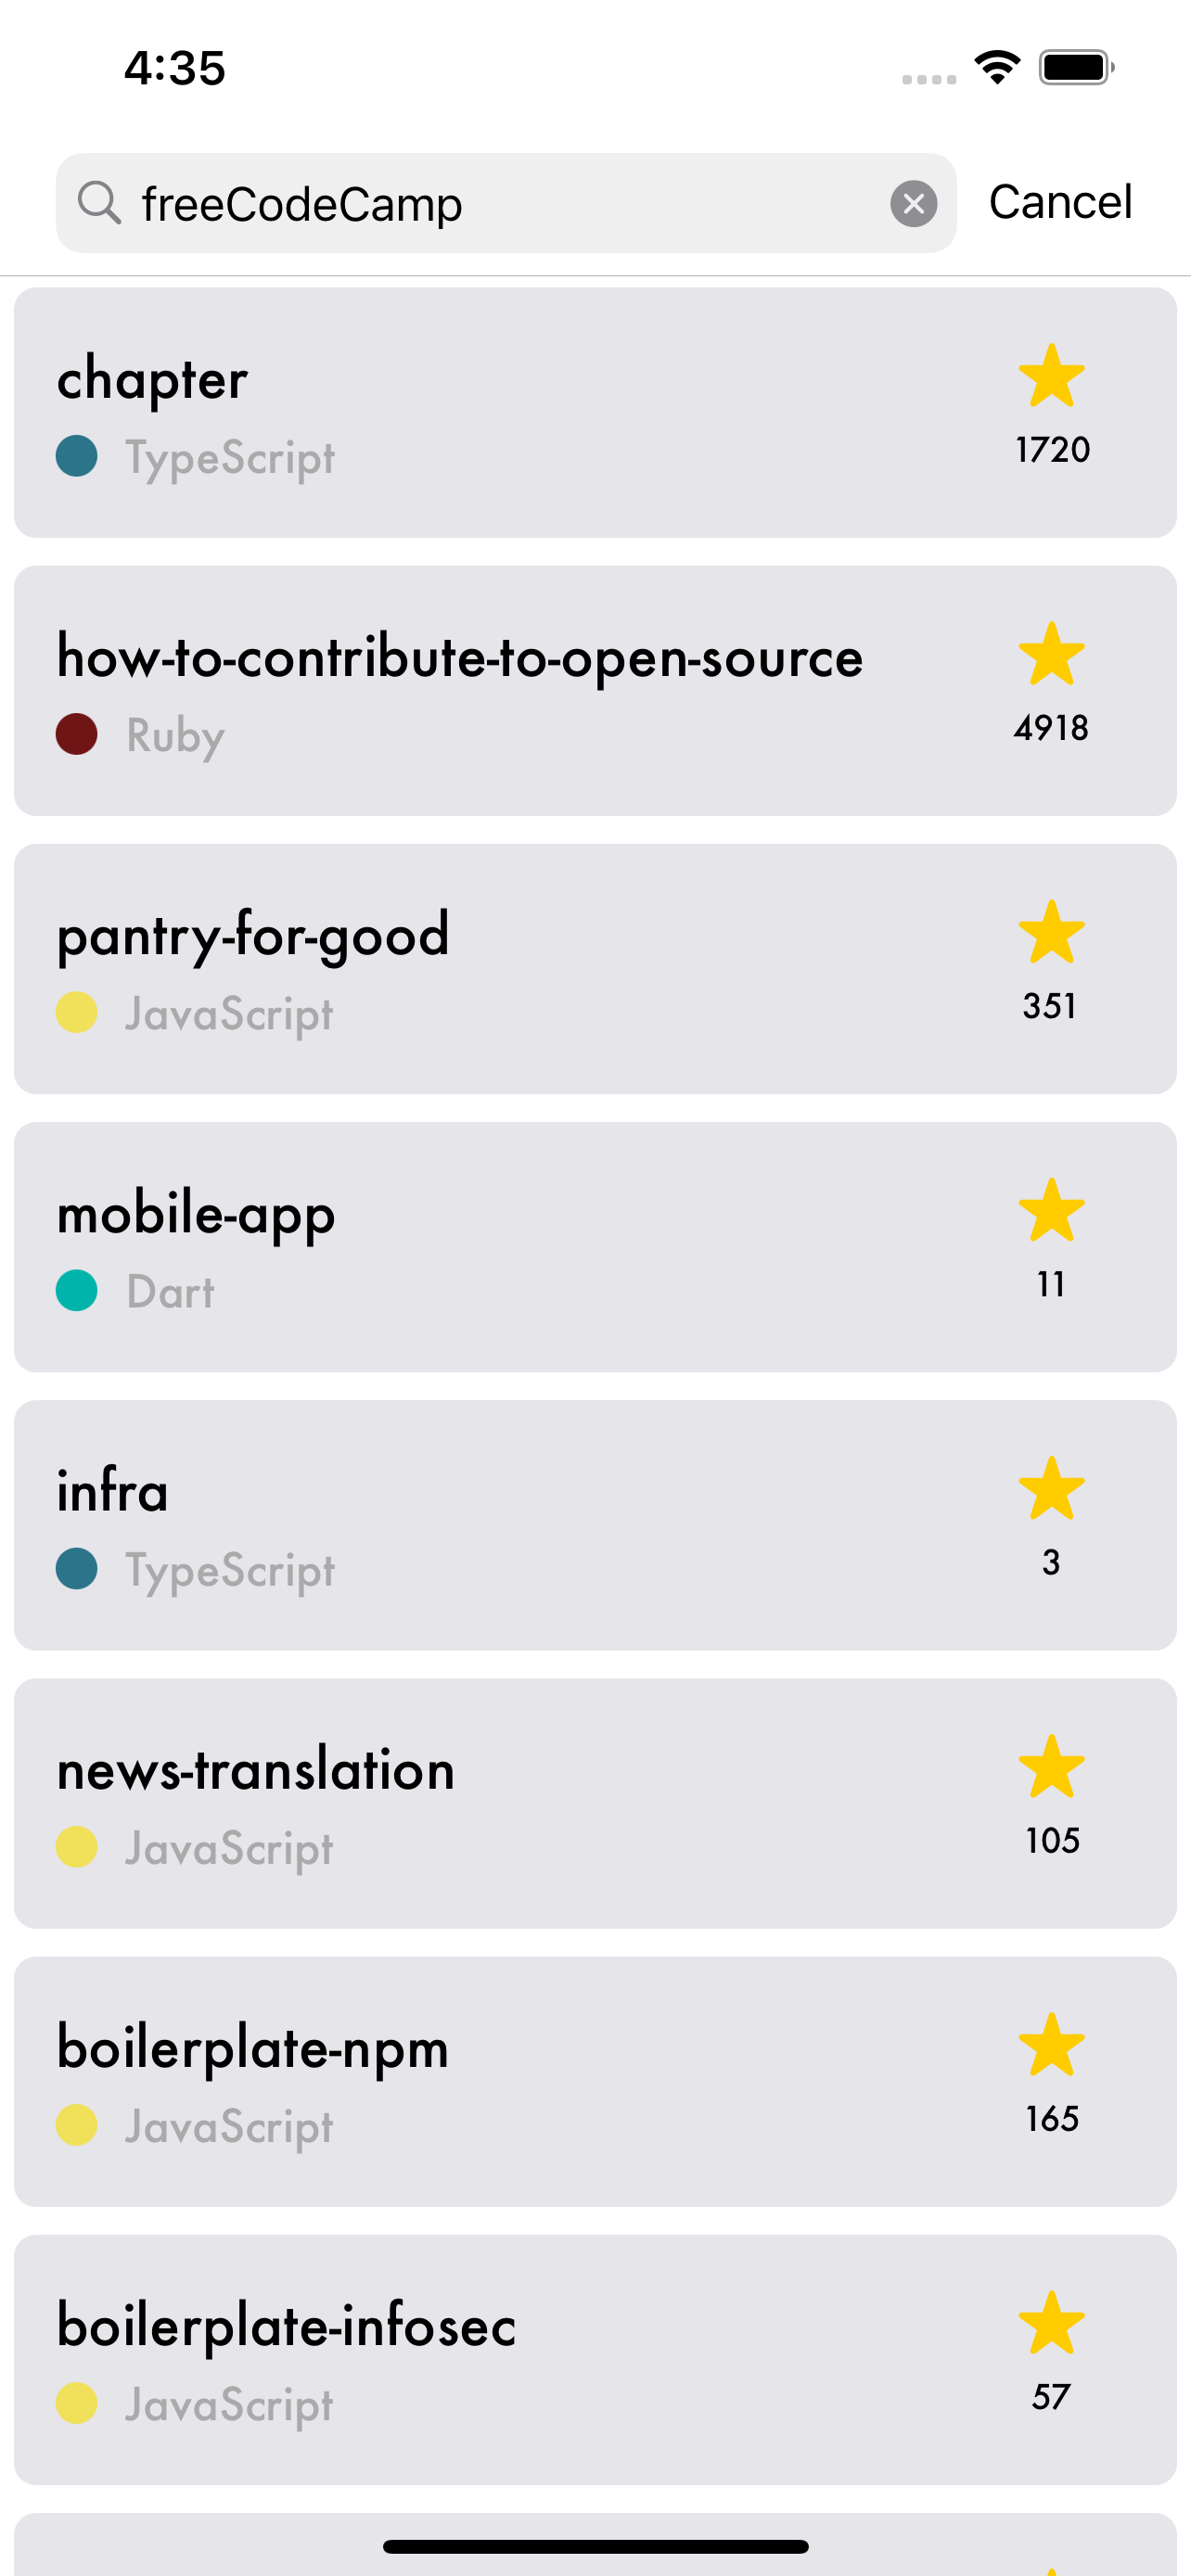 4:35
freeCodeCamp
Cancel
chapter
TypeScript
1720
how-to-contribute-to-open-source
Ruby
4918
pantry-for-good
JavaScript
351
mobile-app
Dart
11
infra
TypeScript
3
news-translation
JavaScript
105
boilerplate-npm
JavaScript
165
boilerplate-infosec
JavaScript
57